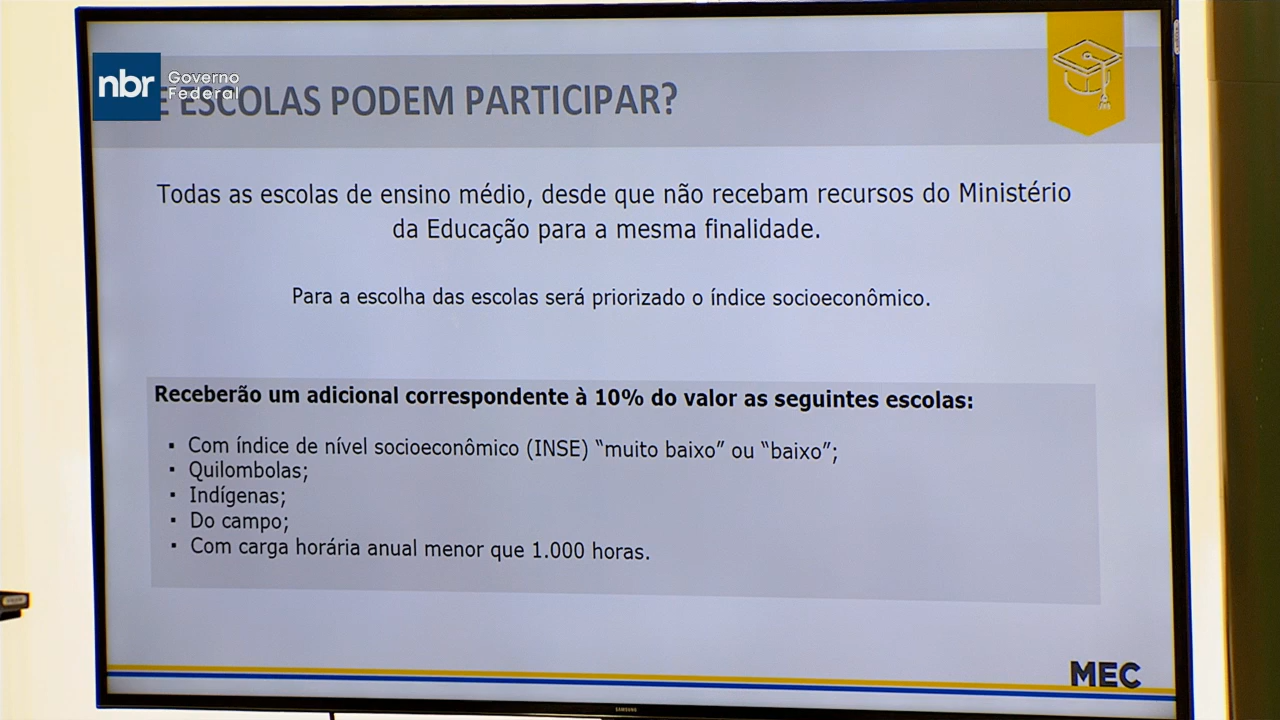 nbr Governo
Federal
E ESCOLAS PODEM PARTICIPAR?
Todas as escolas de ensino médio, desde que não recebam recursos do Ministério
da Educação para a mesma finalidade.
Para a escolha das escolas será priorizado o índice socioeconômico.
Receberão um adicional correspondente à 10% do valor as seguintes escolas:
▪ Com índice de nível socioeconômico (INSE) “muito baixo” ou “baixo”;
▪ Quilombolas;
▪ Indígenas;
▪ Do campo;
▪ Com carga horária anual menor que 1.000 horas.
MEC
SAMSUNG